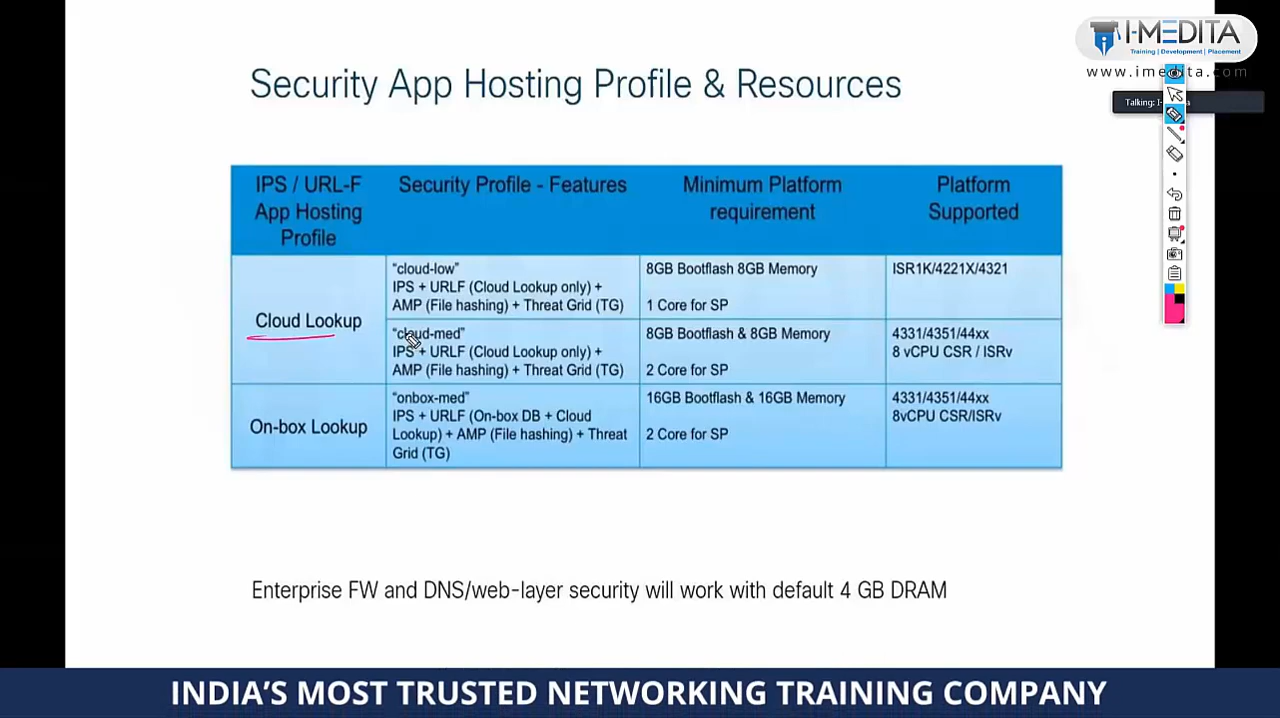 I-MEDITA
Training | Development | Placement
www.imedita.com
Talking: I-
Security App Hosting Profile & Resources
IPS / URL-F
App Hosting
Profile
Security Profile - Features
Minimum Platform
requirement
Platform
Supported
Cloud Lookup
"cloud-low"
IPS + URLF (Cloud Lookup only) +
AMP (File hashing) + Threat Grid (TG)
8GB Bootflash 8GB Memory
1 Core for SP
ISR1K/4221X/4321
"cloud-med"
IPS + URLF (Cloud Lookup only) +
AMP (File hashing) + Threat Grid (TG)
8GB Bootflash & 8GB Memory
2 Core for SP
4331/4351/44xx
8 vCPU CSR / ISRv
On-box Lookup
"onbox-med"
IPS + URLF (On-box DB + Cloud
Lookup) + AMP (File hashing) + Threat
Grid (TG)
16GB Bootflash & 16GB Memory
2 Core for SP
4331/4351/44xx
8vCPU CSR/ISRv
Enterprise FW and DNS/web-layer security will work with default 4 GB DRAM
INDIA'S MOST TRUSTED NETWORKING TRAINING COMPANY